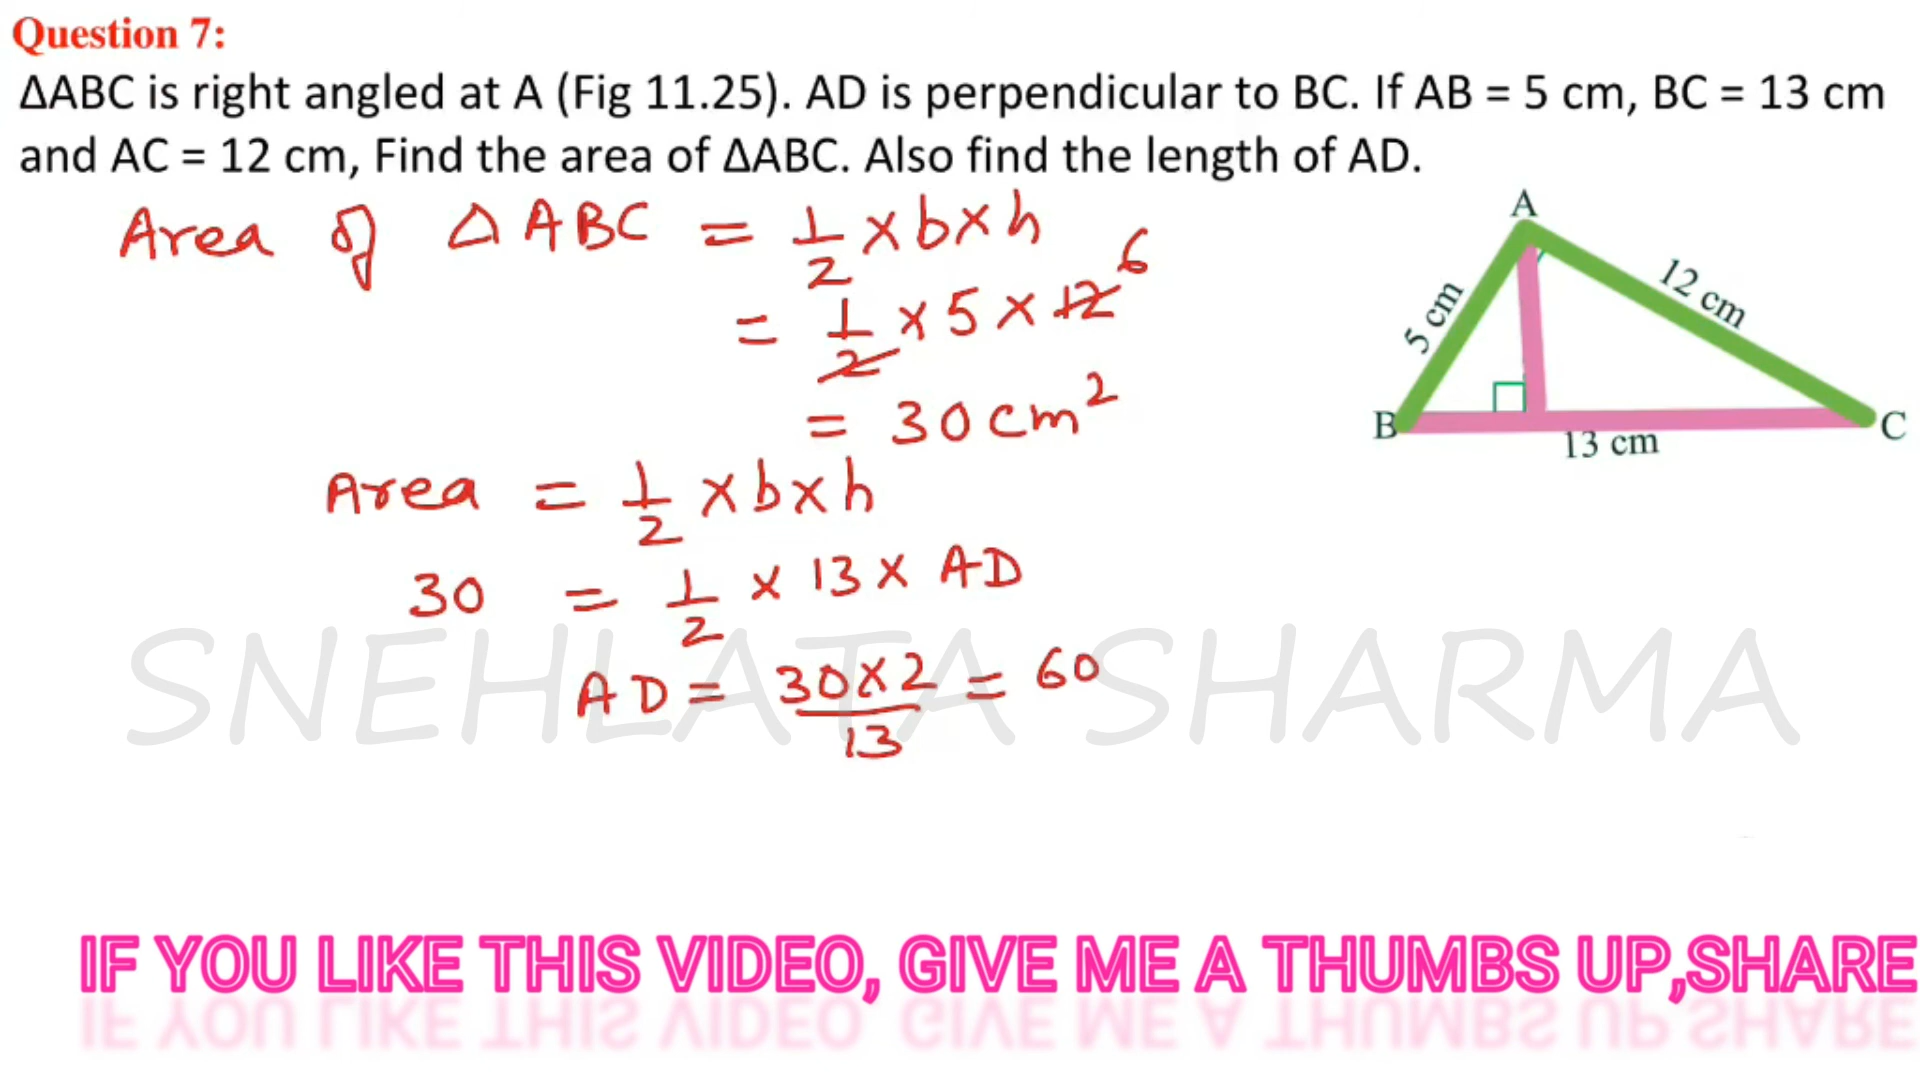 Question 7:
ΔABC is right angled at A (Fig 11.25). AD is perpendicular to BC. If AB = 5 cm, BC = 13 cm
and AC = 12 cm, Find the area of ΔABC. Also find the length of AD.
Area of Δ ABC = 1/2 × b × h
= 1/2 × 5 × 12 6
= 30 cm²
Area = 1/2 × b × h
30 = 1/2 × 13 × AD
AD = 30×2/13 = 60
A
5 cm
12 cm
B
13 cm
C
SNEHLATA SHARMA
IF YOU LIKE THIS VIDEO, GIVE ME A THUMBS UP,SHARE